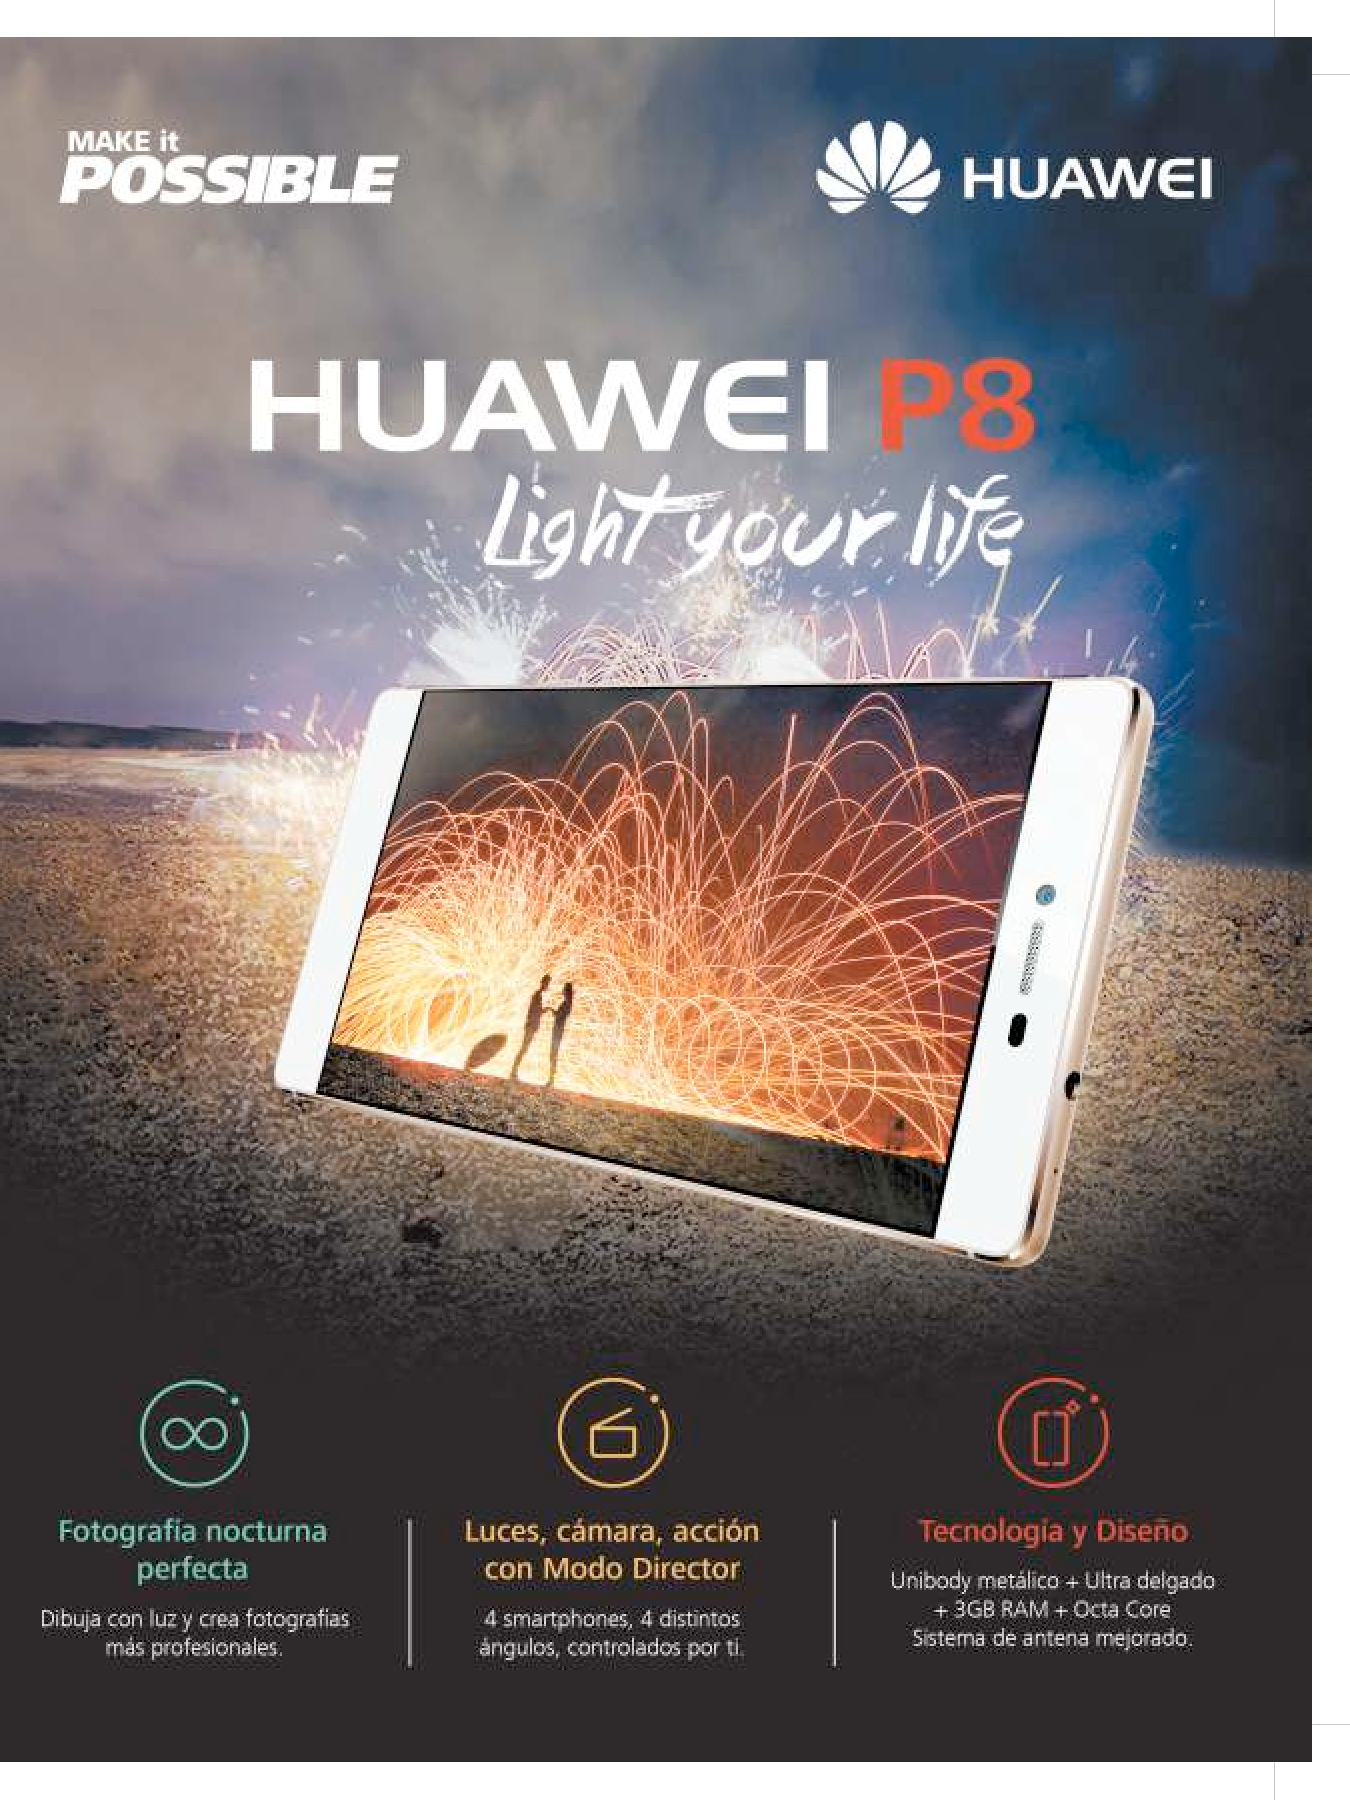 MAKE it
POSSIBLE
HUAWEI
HUAWEI P8
Light your life
Fotografía nocturna
perfecta
Dibuja con luz y crea fotografías
más profesionales.
Luces, cámara, acción
con Modo Director
4 smartphones, 4 distintos
ángulos, controlados por ti.
Tecnología y Diseño
Unibody metálico + Ultra delgado
+ 3GB RAM + Octa Core
Sistema de antena mejorado.